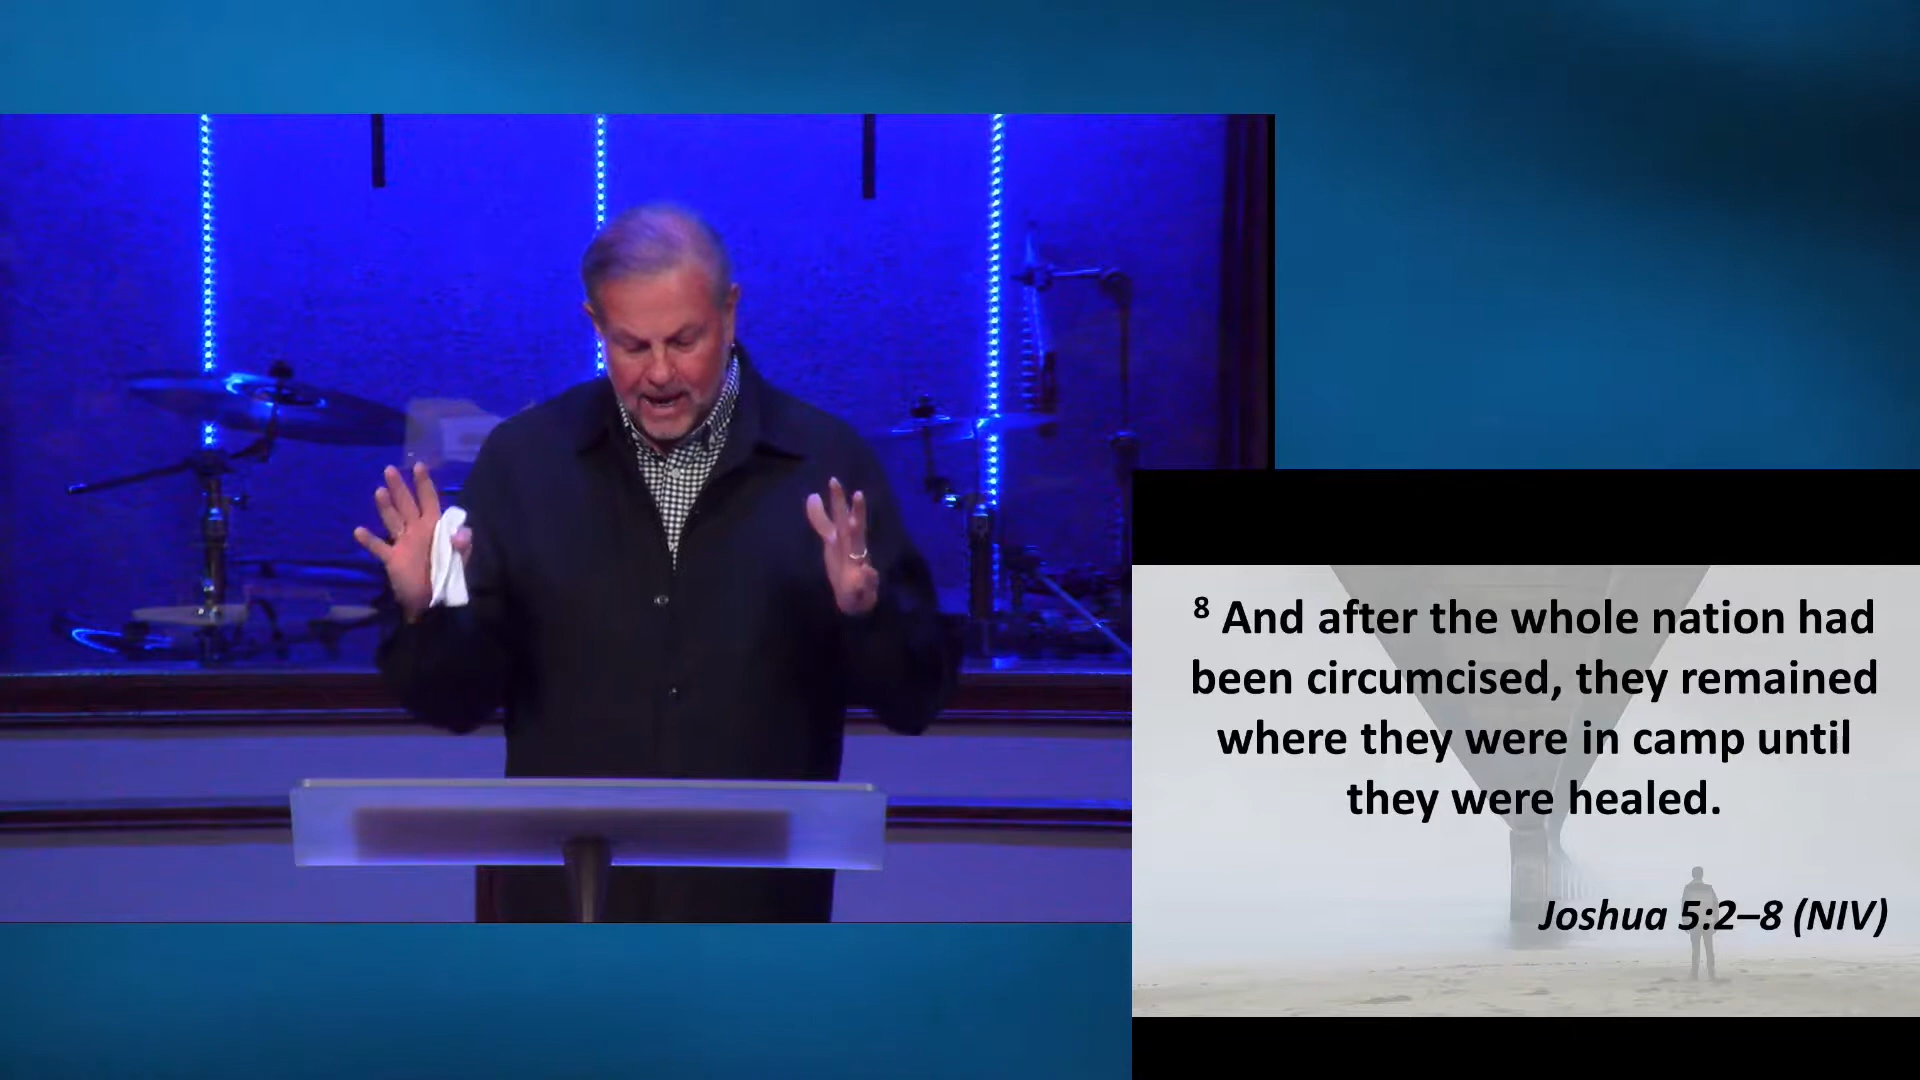 ⁸ And after the whole nation had
been circumcised, they remained
where they were in camp until
they were healed.
Joshua 5:2–8 (NIV)